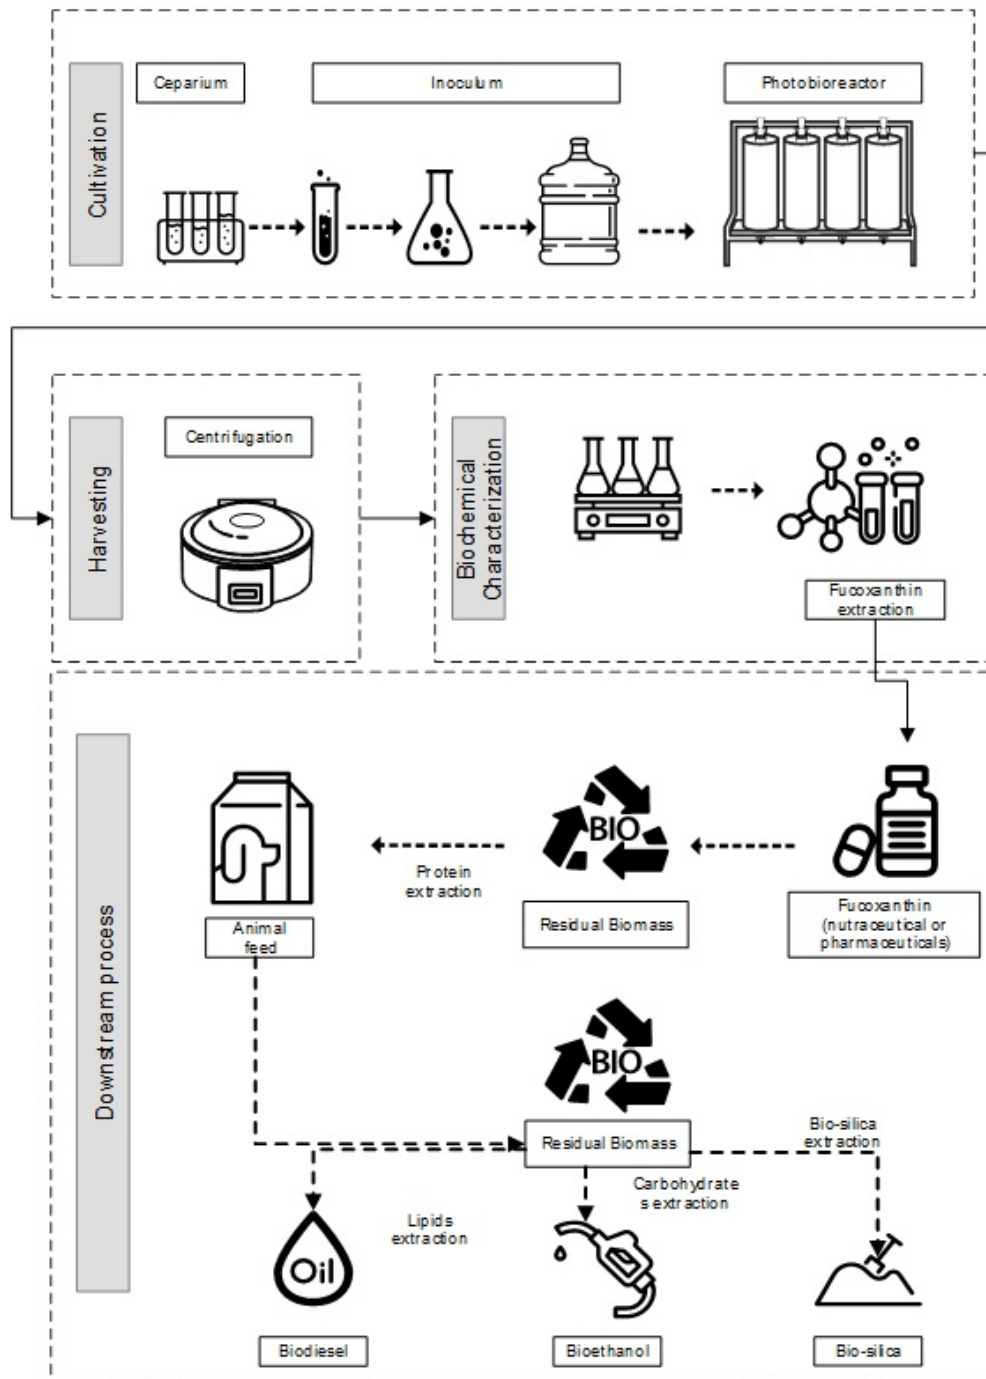 Cultivation
Ceparium
Inoculum
Photobioreactor
Harvesting
Centrifugation
Biochemical
Characterization
Fucoxanthin
extraction
Downstream process
BIO
Protein
extraction
Animal
feed
Residual Biomass
Fucoxanthin
(nutraceutical or
pharmaceuticals)
BIO
Residual Biomass
Bio-silica
extraction
Carbohydrate
s extraction
Lipids
extraction
Oil
Biodiesel
Bioethanol
Bio-silica